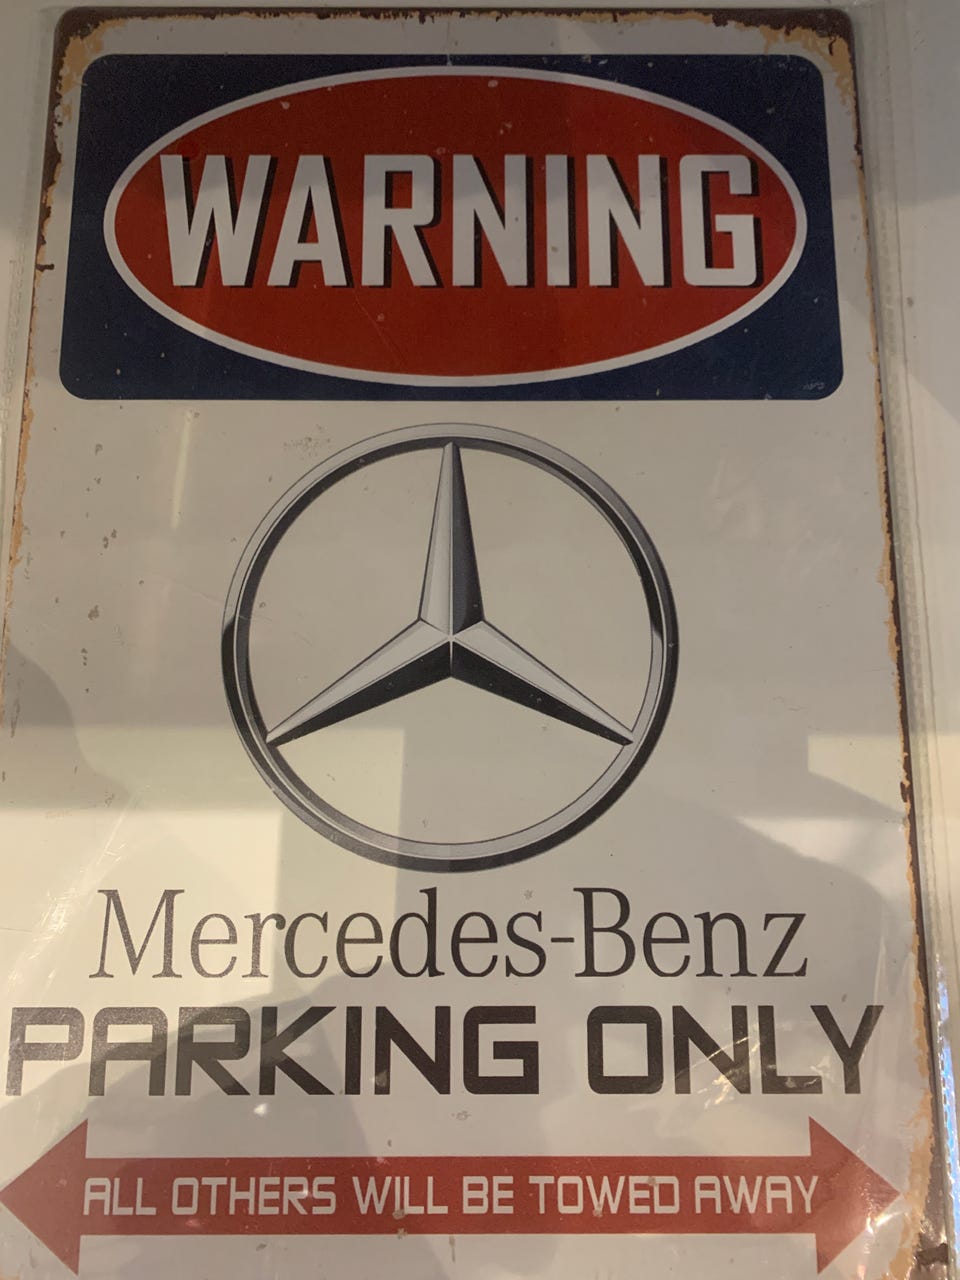 WARNING
Mercedes-Benz
PARKING ONLY
ALL OTHERS WILL BE TOWED AWAY